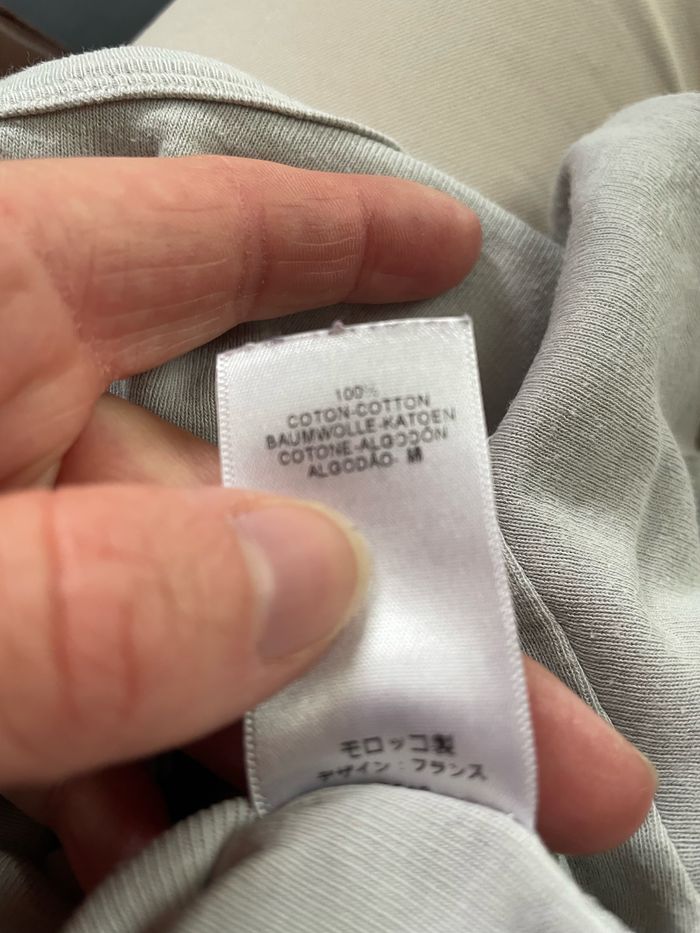 100%
COTON-COTTON
BAUMWOLLE-KATOEN
COTONE-ALGODÓN
ALGODÃO- 綿
モロッコ製
デザイン：フランス